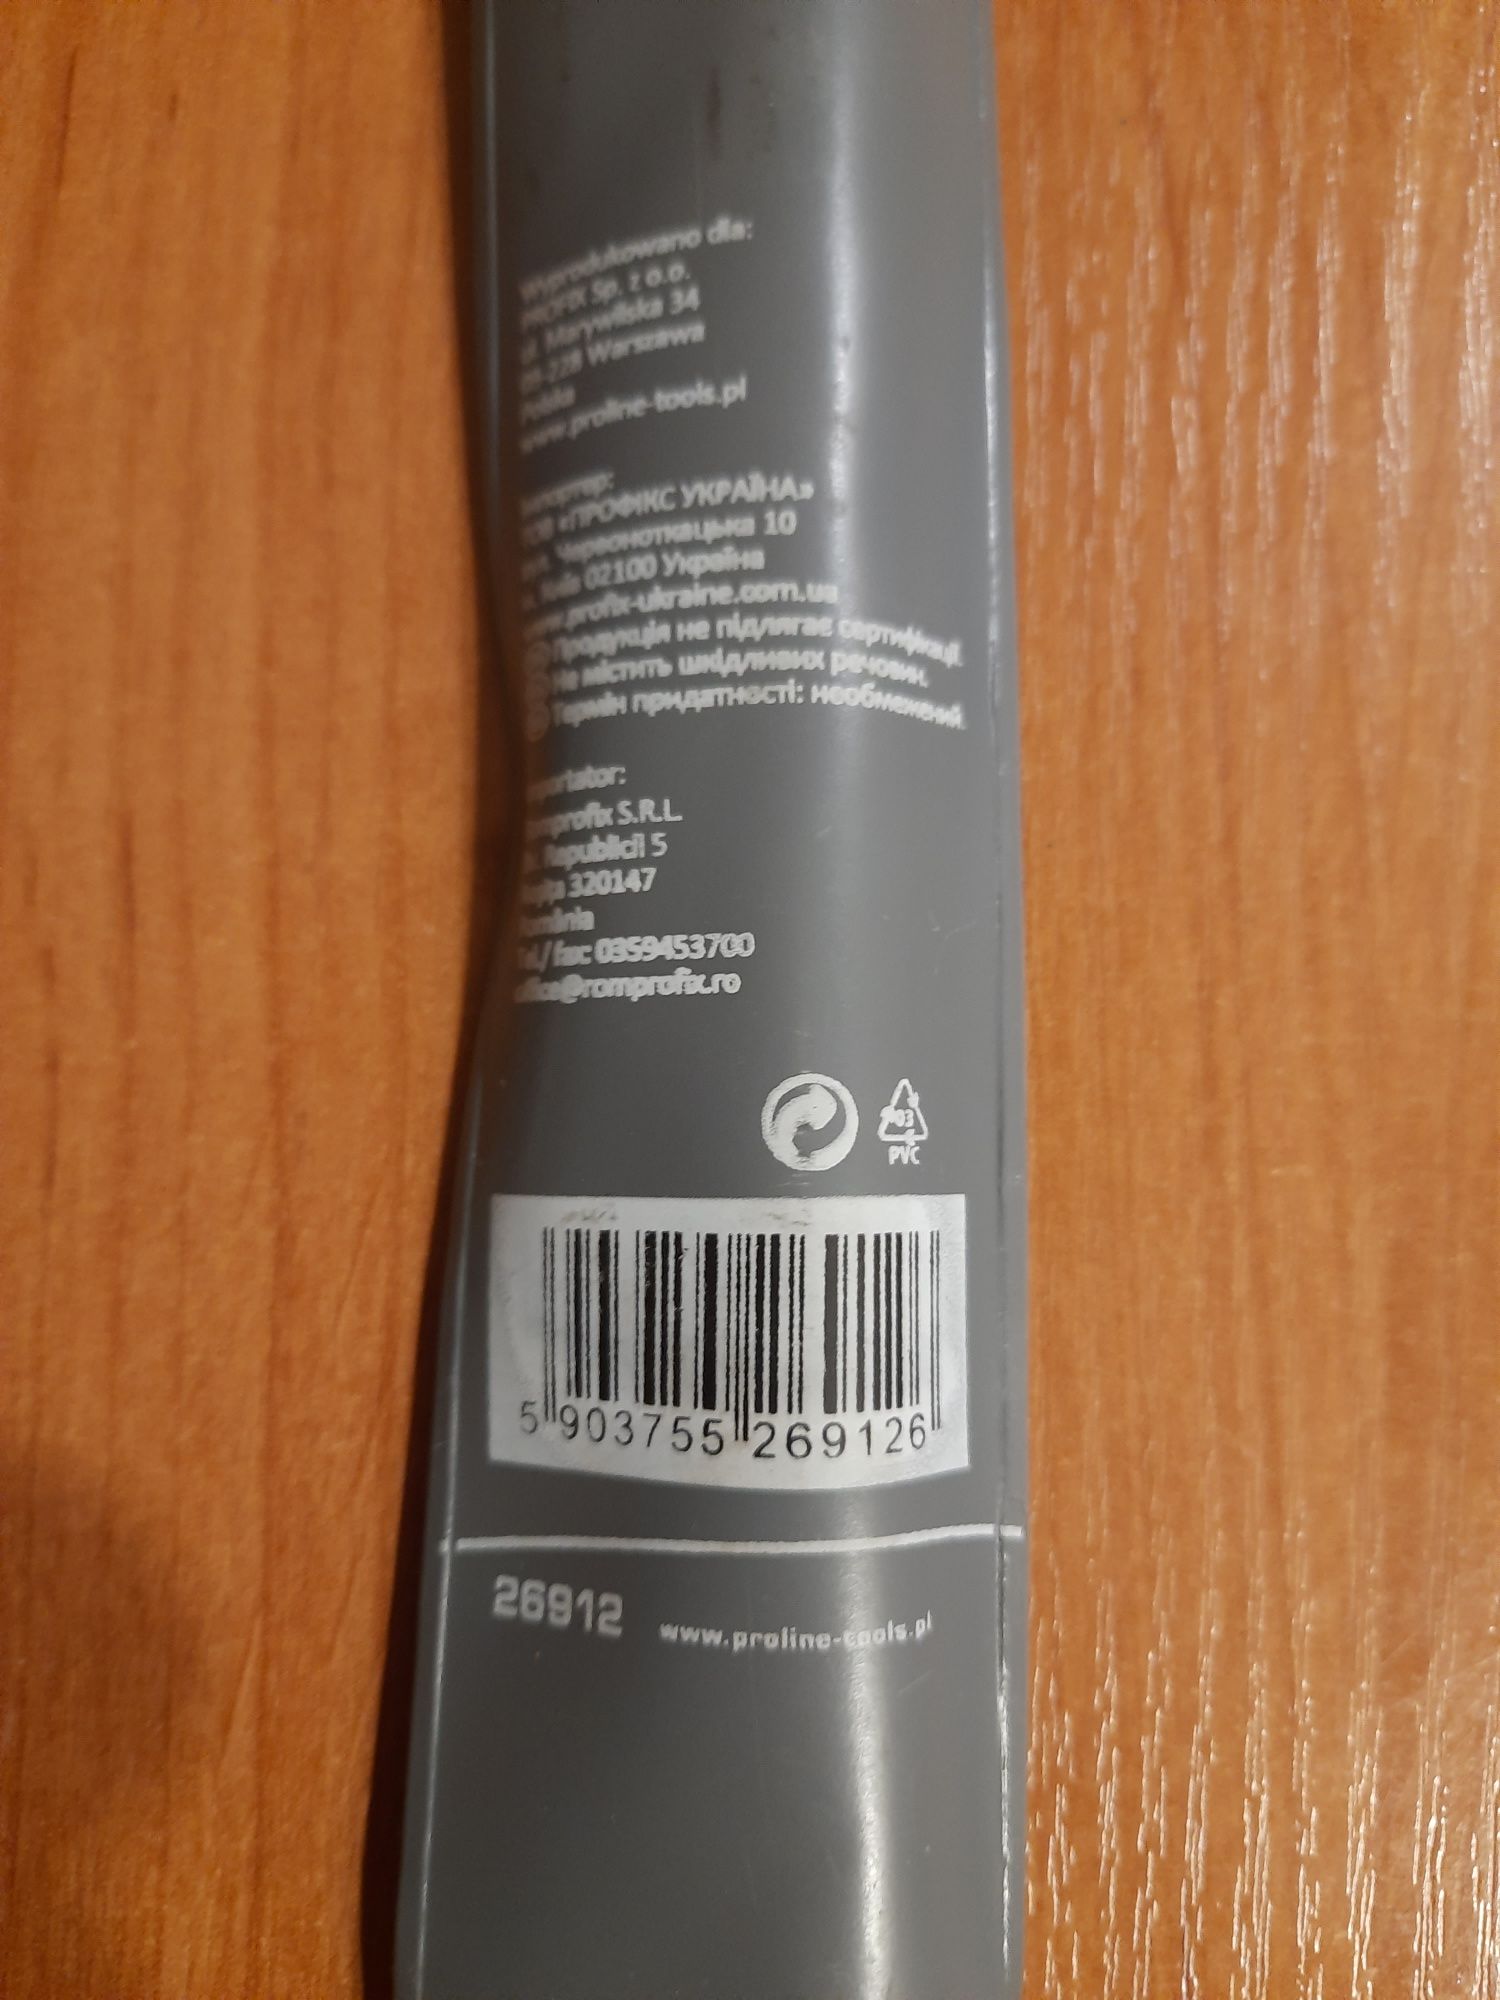 Wyprodukowano dla:
PROFIX Sp. z o.o.
ul. Marywilska 34
03-228 Warszawa
Polska
www.proline-tools.pl
Імпортер:
ТОВ «ПРОФІКС УКРАЇНА»
вул. Червоноткацька 10
02100 Україна
www.profix-ukraine.com.ua
Продукція не підлягає сертифікації.
Не містить шкідливих речовин.
Термін придатності: необмежений.
Importator:
Romprofix S.R.L.
Republicii 5
320147
România
Tel./ fax: 0359453700
office@romprofix.ro
03
PVC
5 903755 269126
26912 www.proline-tools.pl